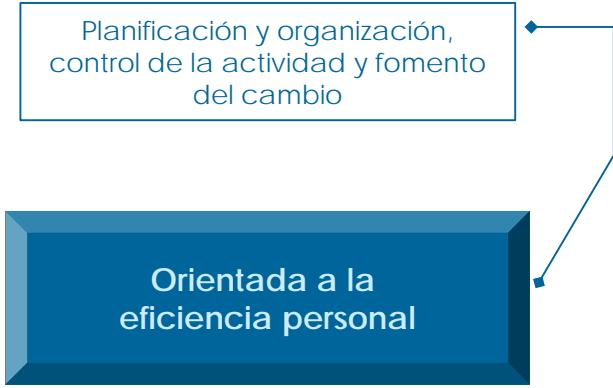 Planificación y organización,
control de la actividad y fomento
del cambio
Orientada a la
eficiencia personal